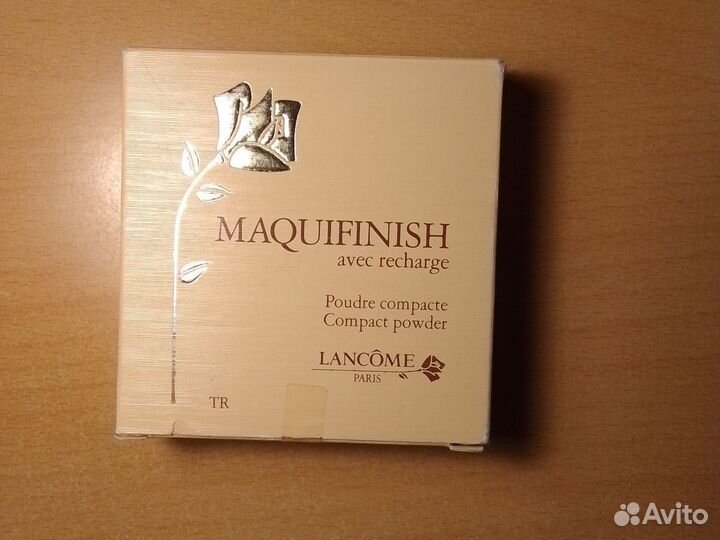 MAQUIFINISH
avec recharge
Poudre compacte
Compact powder
LANCÔME
PARIS
TR
Avito